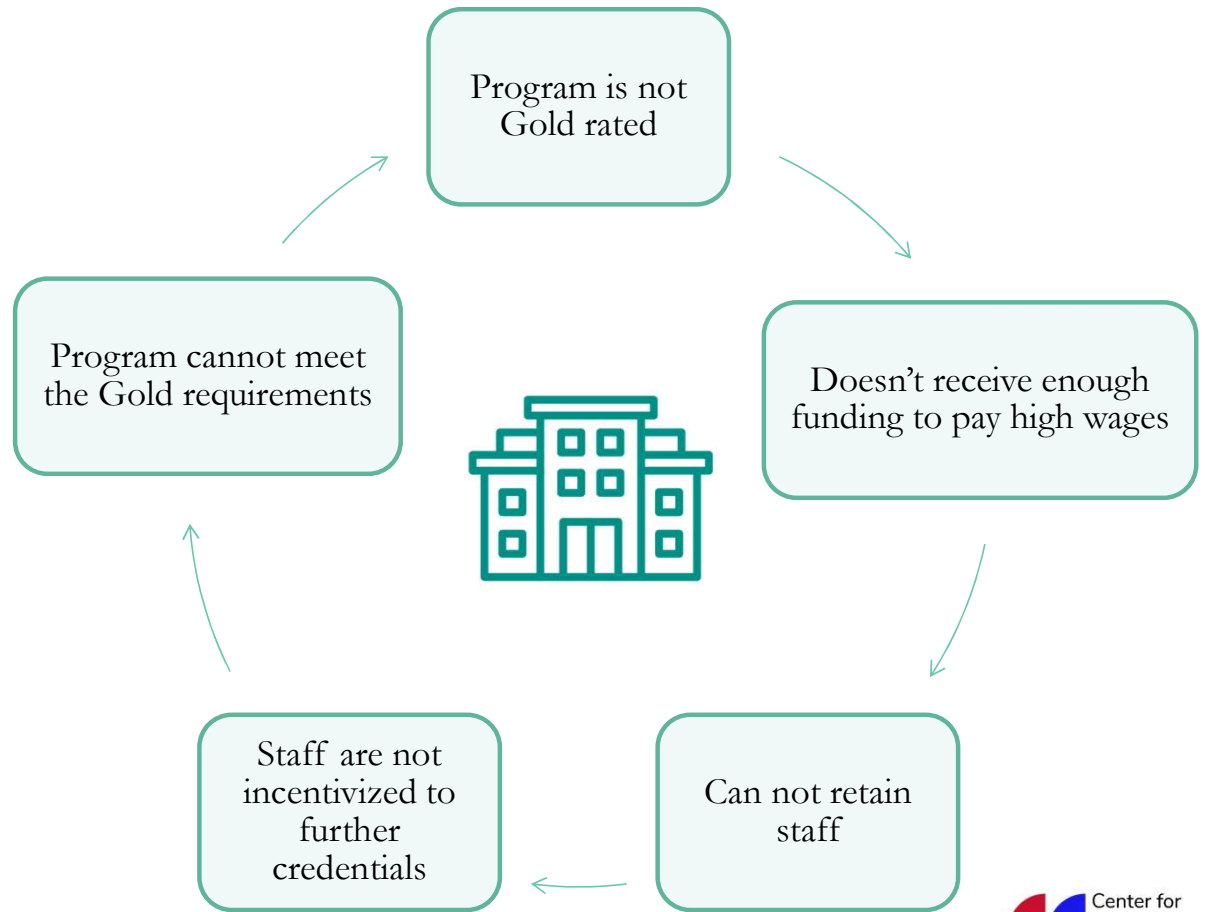 Program is not
Gold rated
Doesn’t receive enough
funding to pay high wages
Can not retain
staff
Staff are not
incentivized to
further
credentials
Program cannot meet
the Gold requirements
Center for